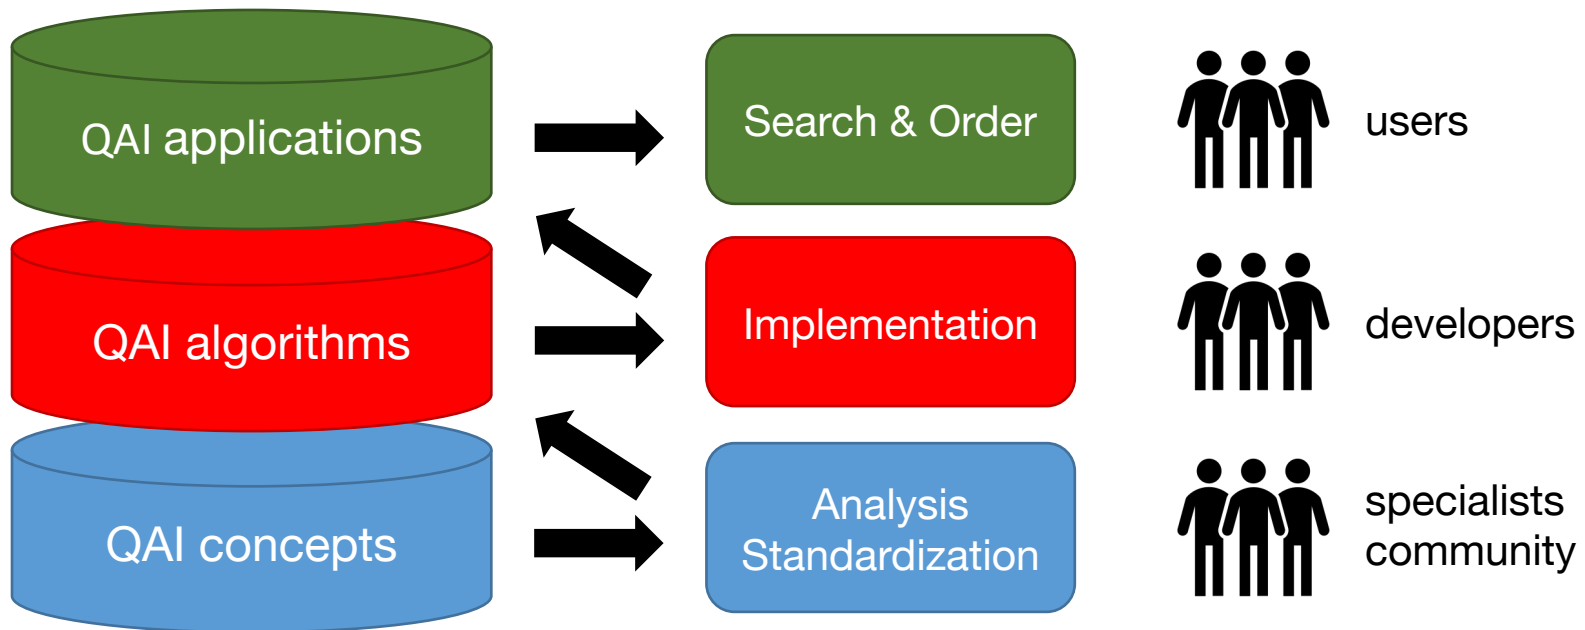 QAI applications
Search & Order
users
QAI algorithms
Implementation
developers
QAI concepts
Analysis
Standardization
specialists
community